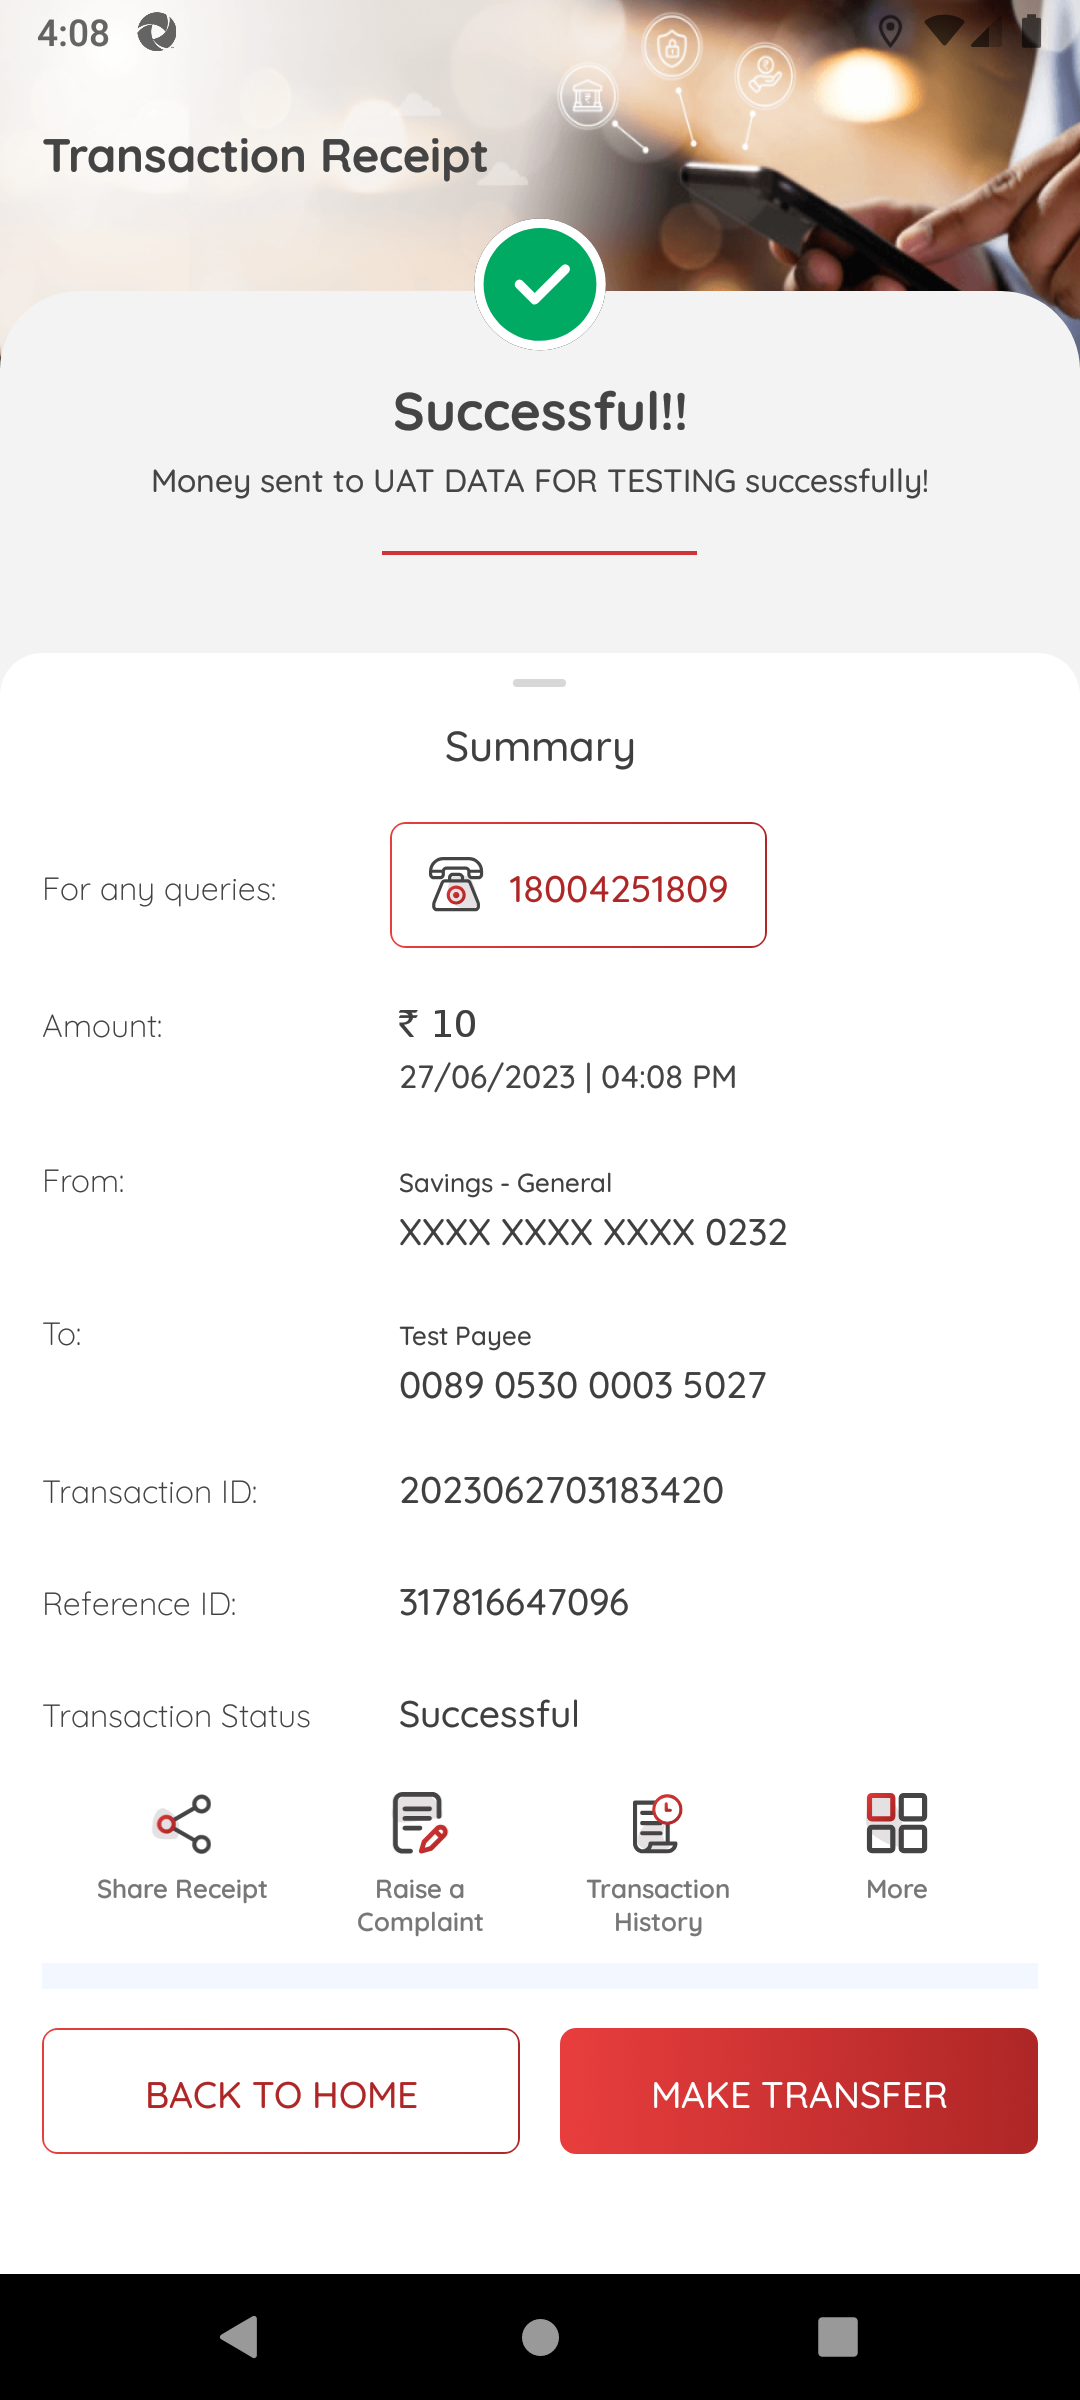 4:08
Transaction Receipt
Successful!!
Money sent to UAT DATA FOR TESTING successfully!
Summary
For any queries:
18004251809
Amount:
₹ 10
27/06/2023 | 04:08 PM
From:
Savings - General
XXXX XXXX XXXX 0232
To:
Test Payee
0089 0530 0003 5027
Transaction ID:
2023062703183420
Reference ID:
317816647096
Transaction Status
Successful
Share Receipt
Raise a
Complaint
Transaction
History
More
BACK TO HOME
MAKE TRANSFER